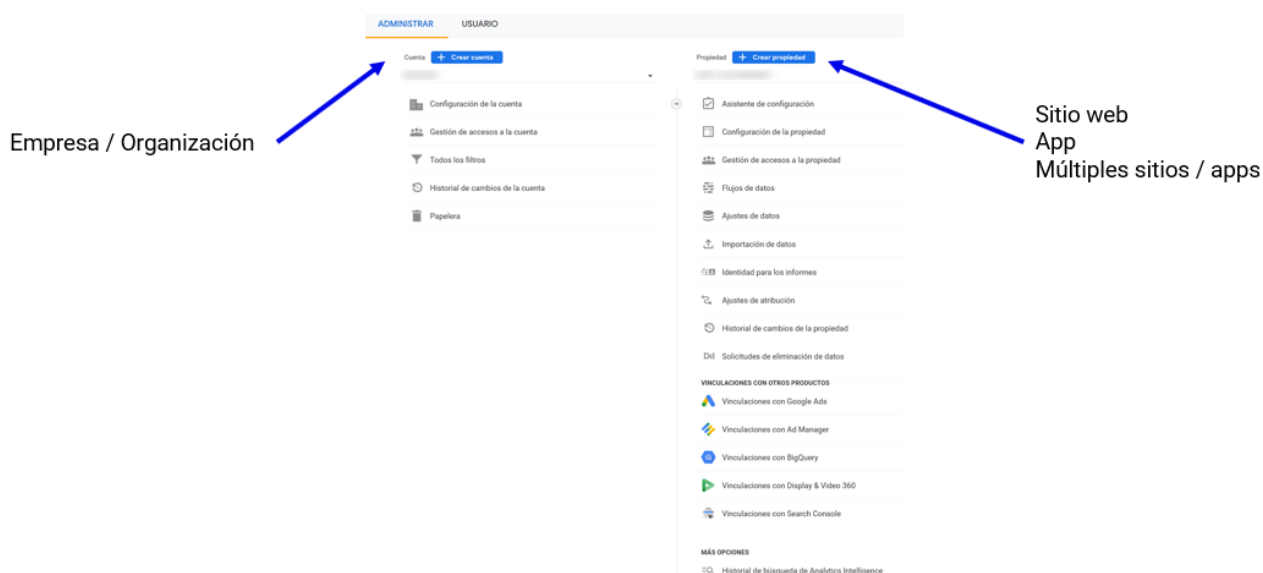 ADMINISTRAR USUARIO
Cuenta + Crear cuenta
Configuración de la cuenta
Gestión de accesos a la cuenta
Todos los filtros
Historial de cambios de la cuenta
Papelera
Empresa / Organización
Propiedad + Crear propiedad
Asistente de configuración
Configuración de la propiedad
Gestión de accesos a la propiedad
Flujos de datos
Ajustes de datos
Importación de datos
Identidad para los informes
Ajustes de atribución
Historial de cambios de la propiedad
Dd Solicitudes de eliminación de datos
VINCULACIONES CON OTROS PRODUCTOS
Vinculaciones con Google Ads
Vinculaciones con Ad Manager
Vinculaciones con BigQuery
Vinculaciones con Display & Video 360
Vinculaciones con Search Console
MÁS OPCIONES
Historial de búsqueda de Analytics Intelligence
Sitio web
App
Múltiples sitios / apps